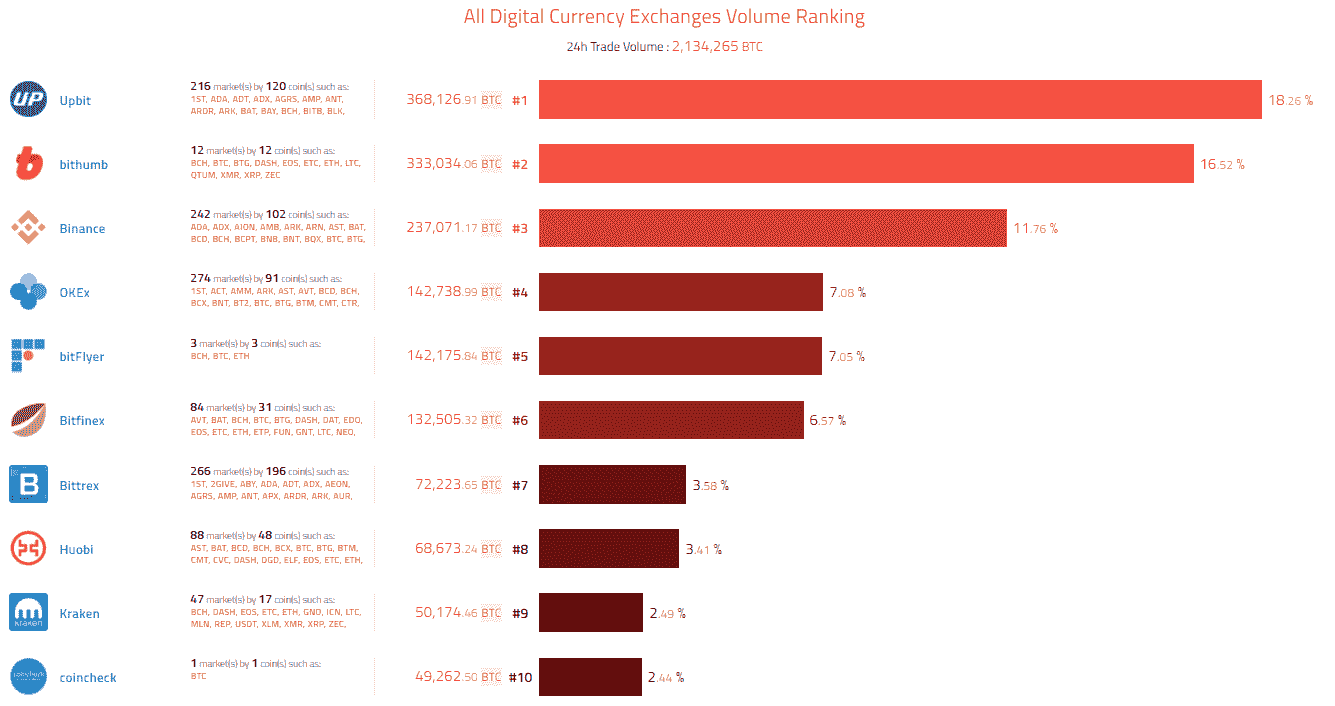 All Digital Currency Exchanges Volume Ranking
24h Trade Volume : 2,134,265 BTC
UP Upbit
216 market(s) by 120 coin(s) such as:
1ST, ADA, ADT, ADX, AGRS, AMP, ANT,
ARDR, ARK, BAT, BAY, BCH, BITB, BLK,
368,126.91 BTC #1 18.26 %
b bithumb
12 market(s) by 12 coin(s) such as:
BCH, BTC, BTG, DASH, EOS, ETC, ETH, LTC,
QTUM, XMR, XRP, ZEC
333,034.06 BTC #2 16.52 %
Binance
242 market(s) by 102 coin(s) such as:
ADA, ADX, AION, AMB, ARK, ARN, AST, BAT,
BCD, BCH, BCPT, BNB, BNT, BQX, BTC, BTG,
237,071.17 BTC #3 11.76 %
OKEx
274 market(s) by 91 coin(s) such as:
1ST, ACT, AMM, ARK, AST, AVT, BCD, BCH,
BCX, BNT, BT2, BTC, BTG, BTM, CMT, CTR,
142,738.99 BTC #4 7.08 %
bitFlyer
3 market(s) by 3 coin(s) such as:
BCH, BTC, ETH
142,175.84 BTC #5 7.05 %
Bitfinex
84 market(s) by 31 coin(s) such as:
AVT, BAT, BCH, BTC, BTG, DASH, DAT, EDO,
EOS, ETC, ETH, ETP, FUN, GNT, LTC, NEO,
132,505.32 BTC #6 6.57 %
B Bittrex
266 market(s) by 196 coin(s) such as:
1ST, 2GIVE, ABY, ADA, ADT, ADX, AEON,
AGRS, AMP, ANT, APX, ARDR, ARK, AUR,
72,223.65 BTC #7 3.58 %
Huobi
88 market(s) by 48 coin(s) such as:
AST, BAT, BCD, BCH, BCX, BTC, BTG, BTM,
CMT, CVC, DASH, DGD, ELF, EOS, ETC, ETH,
68,673.24 BTC #8 3.41 %
kraken Kraken
47 market(s) by 17 coin(s) such as:
BCH, DASH, EOS, ETC, ETH, GNO, ICN, LTC,
MLN, REP, USDT, XLM, XMR, XRP, ZEC,
50,174.46 BTC #9 2.49 %
coincheck
1 market(s) by 1 coin(s) such as:
BTC
49,262.50 BTC #10 2.44 %